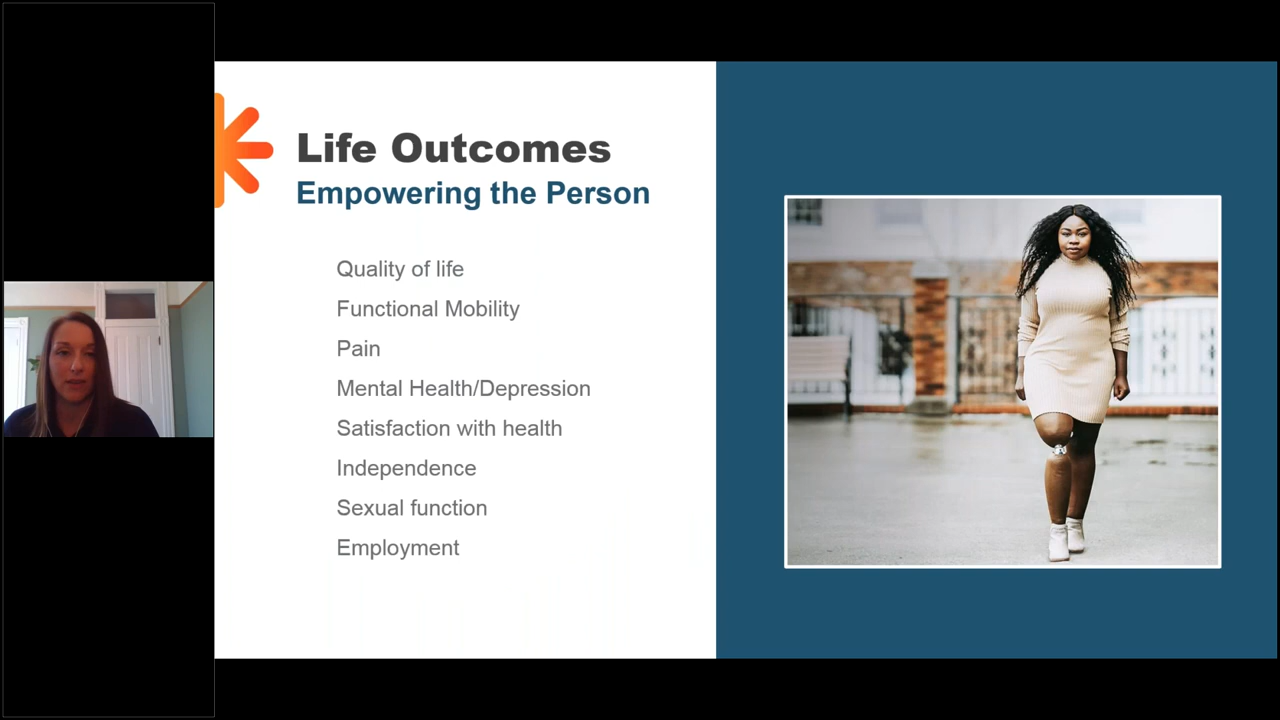 Life Outcomes
Empowering the Person
Quality of life
Functional Mobility
Pain
Mental Health/Depression
Satisfaction with health
Independence
Sexual function
Employment